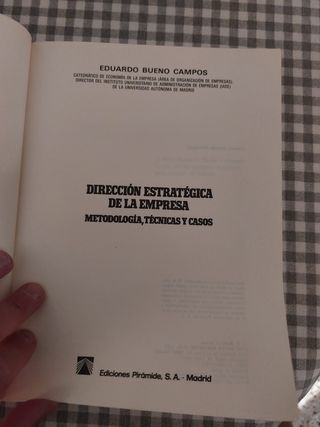 EDUARDO BUENO CAMPOS
CATEDRÁTICO DE ECONOMÍA DE LA EMPRESA (ÁREA DE ORGANIZACIÓN DE EMPRESAS).
DIRECTOR DEL INSTITUTO UNIVERSITARIO DE ADMINISTRACIÓN DE EMPRESAS (IADE)
DE LA UNIVERSIDAD AUTÓNOMA DE MADRID
DIRECCIÓN ESTRATÉGICA
DE LA EMPRESA
METODOLOGÍA, TÉCNICAS Y CASOS
Ediciones Pirámide, S. A. - Madrid